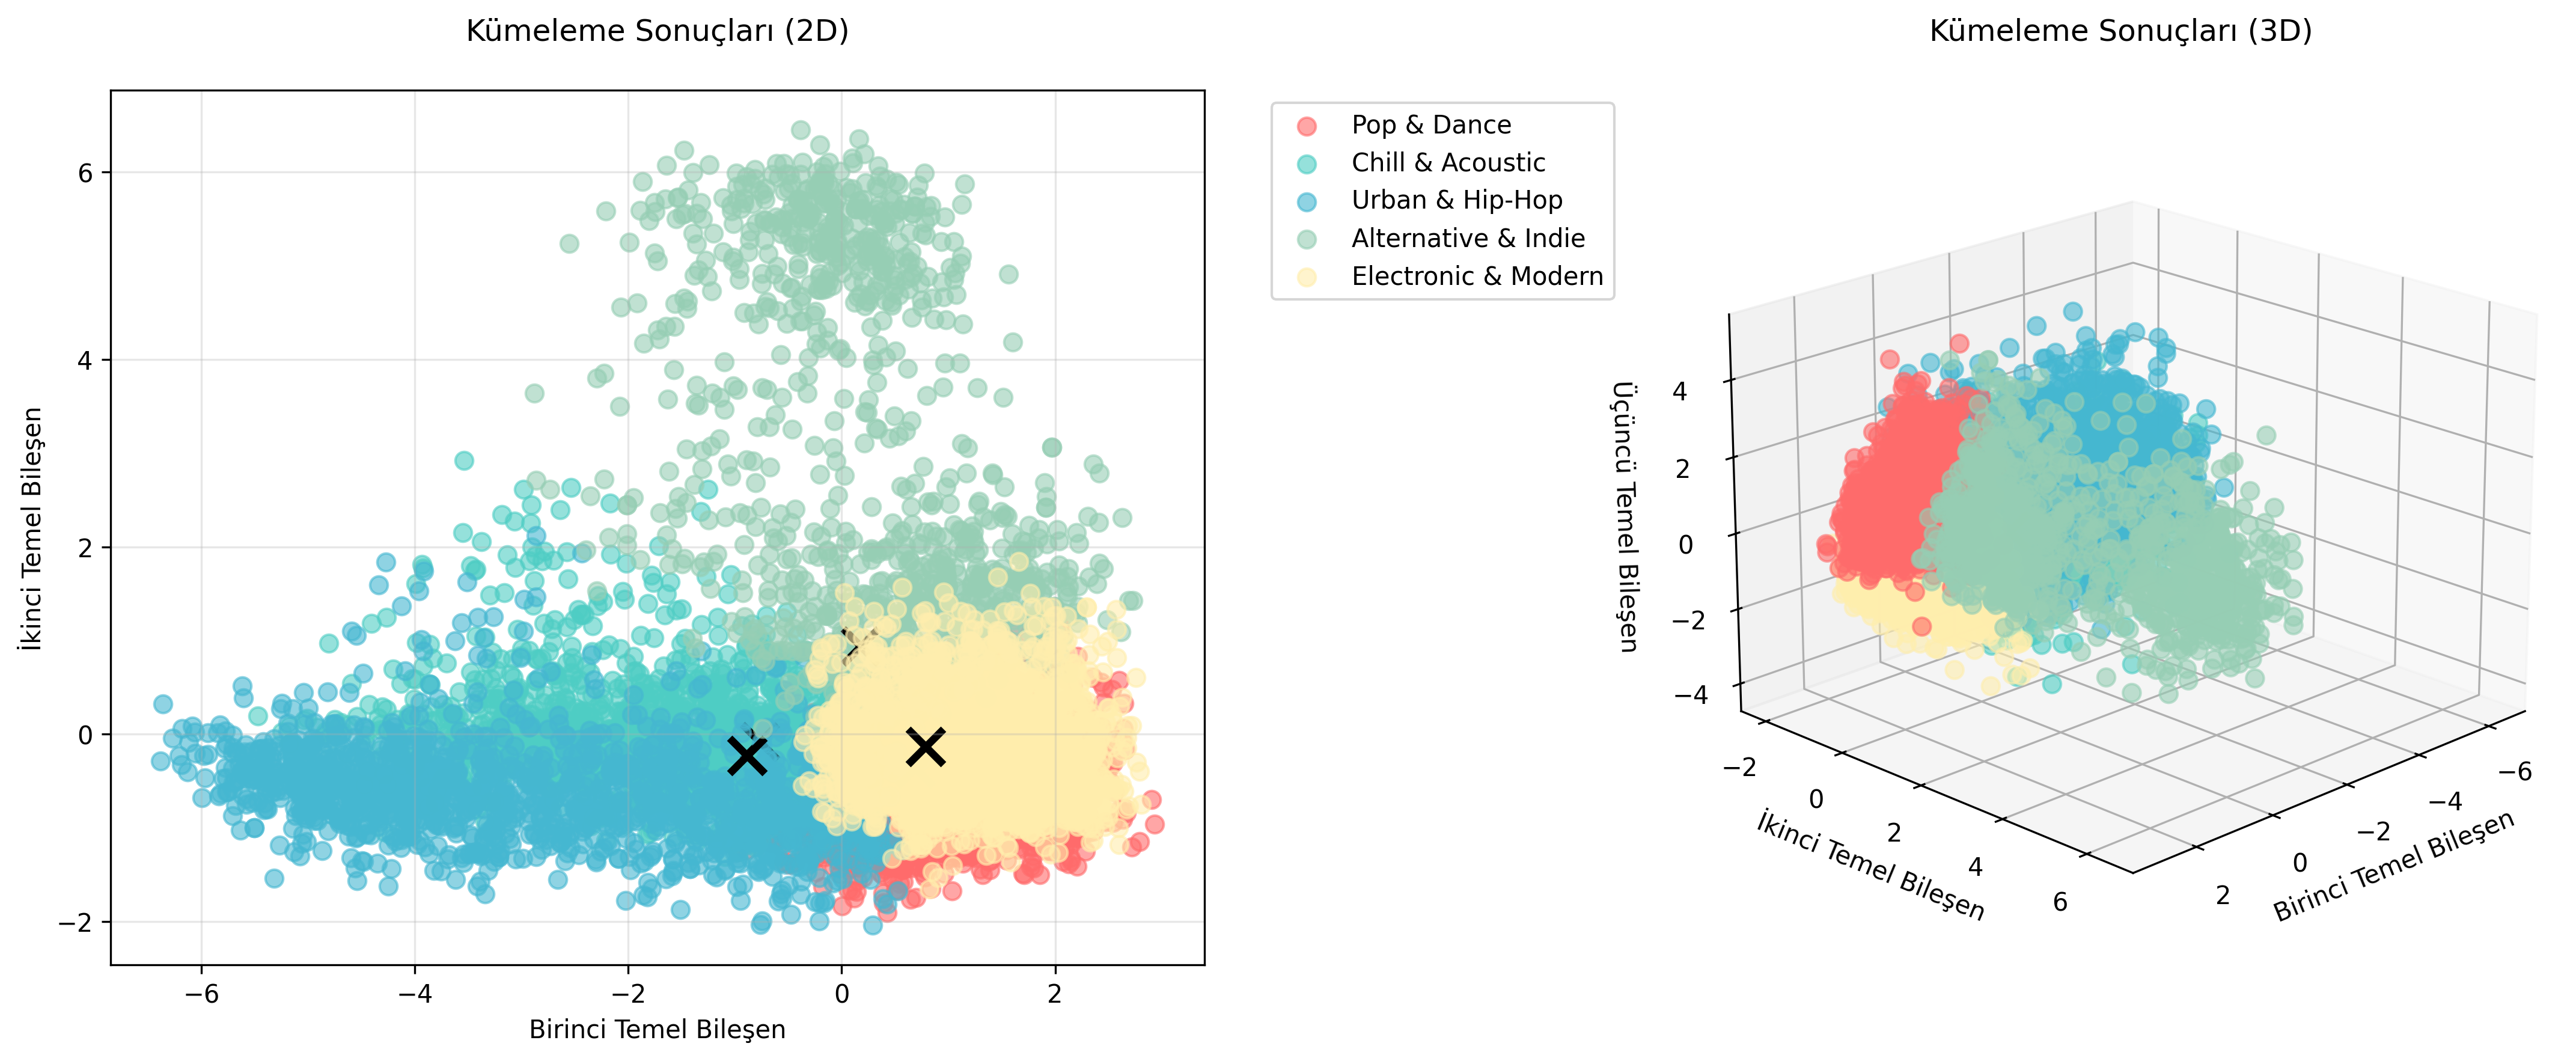 Kümeleme Sonuçları (2D)
İkinci Temel Bileşen
6
4
2
0
−2
−6
−4
−2
0
2
Birinci Temel Bileşen
Pop & Dance
Chill & Acoustic
Urban & Hip-Hop
Alternative & Indie
Electronic & Modern
Kümeleme Sonuçları (3D)
Üçüncü Temel Bileşen
4
2
0
−2
−4
−2
0
2
4
6
İkinci Temel Bileşen
2
0
−2
−4
−6
Birinci Temel Bileşen